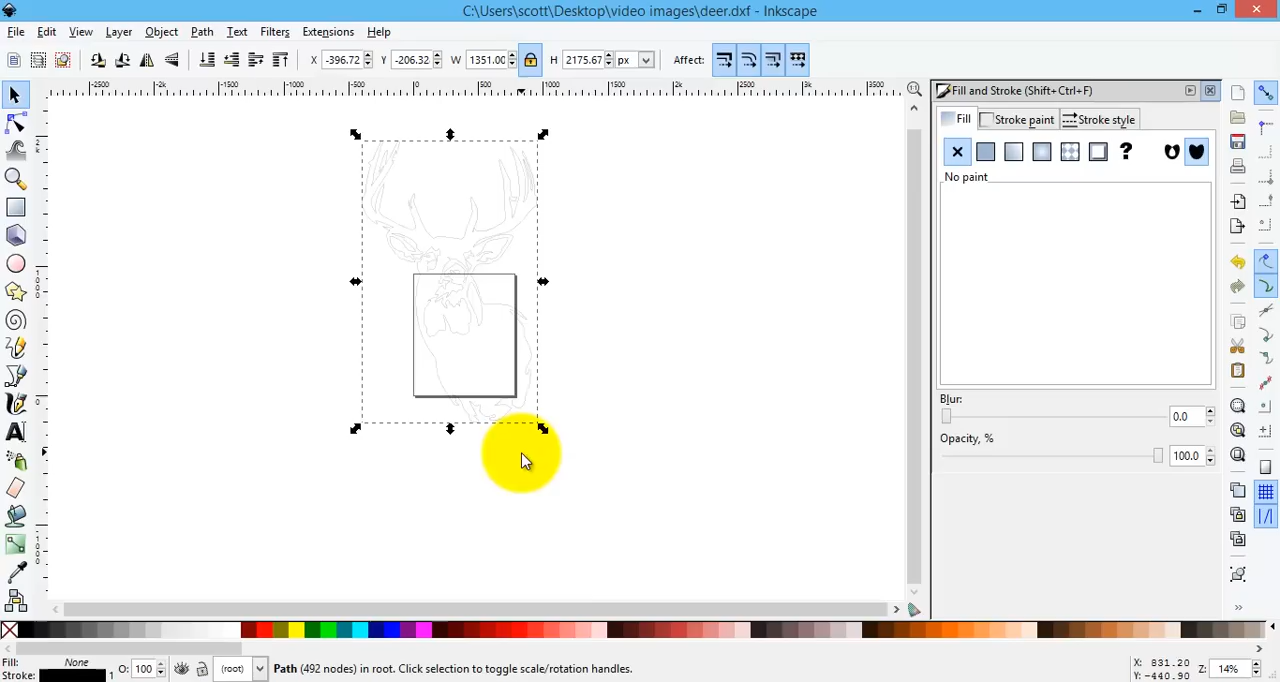 C:\Users\scott\Desktop\video images\deer.dxf - Inkscape
File Edit View Layer Object Path Text Filters Extensions Help
X -396.72 Y -206.32 W 1351.00 H 2175.67 px Affect:
Fill and Stroke (Shift+Ctrl+F)
Fill Stroke paint Stroke style
No paint
Blur:
0.0
Opacity, %
100.0
Fill: None O: 100 (root) Path (492 nodes) in root. Click selection to toggle scale/rotation handles. X: 831.20 Z: 14%
Stroke: 1 Y: -440.90